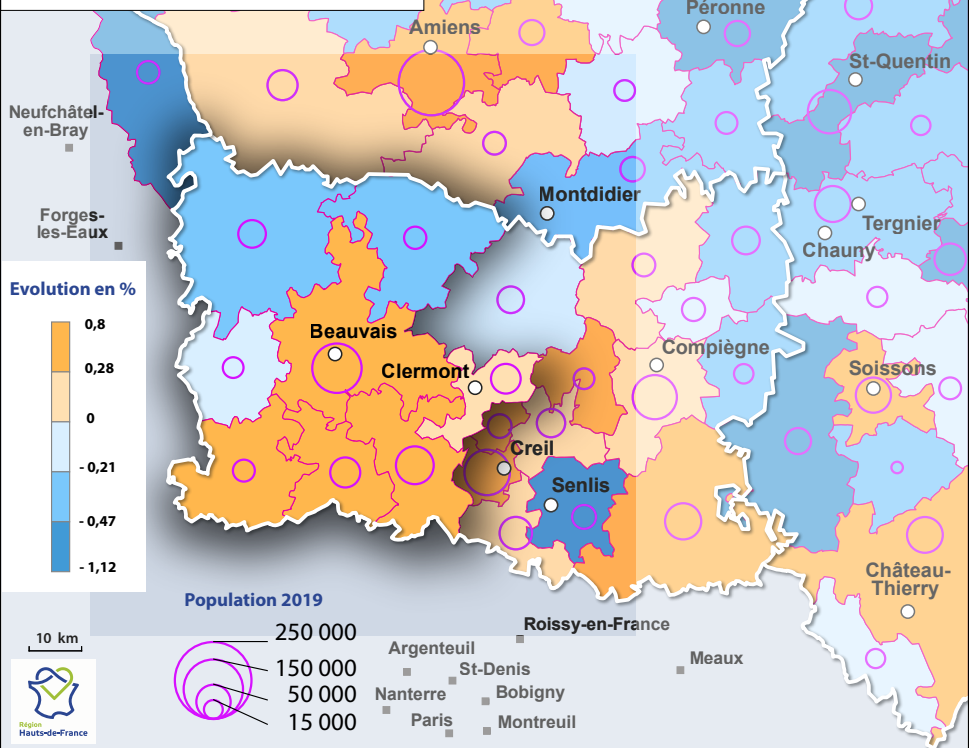 Péronne
Amiens
St-Quentin
Neufchâtel-
en-Bray
Montdidier
Forges-
les-Eaux
Tergnier
Chauny
Evolution en %
0,8
0,28
0
- 0,21
- 0,47
- 1,12
Beauvais
Clermont
Compiègne
Soissons
Creil
Senlis
Château-
Thierry
Population 2019
250 000
150 000
50 000
15 000
10 km
Région
Hauts-de-France
Roissy-en-France
Argenteuil
St-Denis
Meaux
Nanterre
Bobigny
Paris
Montreuil